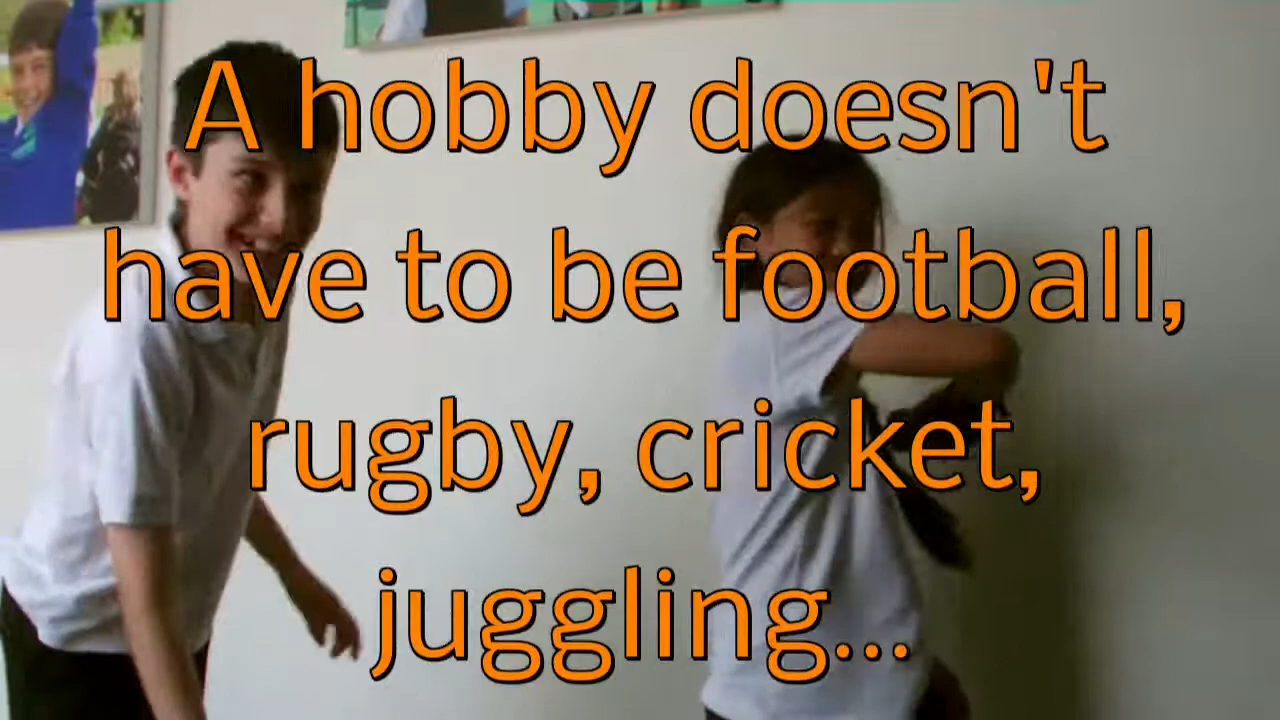 A hobby doesn't
have to be football,
rugby, cricket,
juggling...